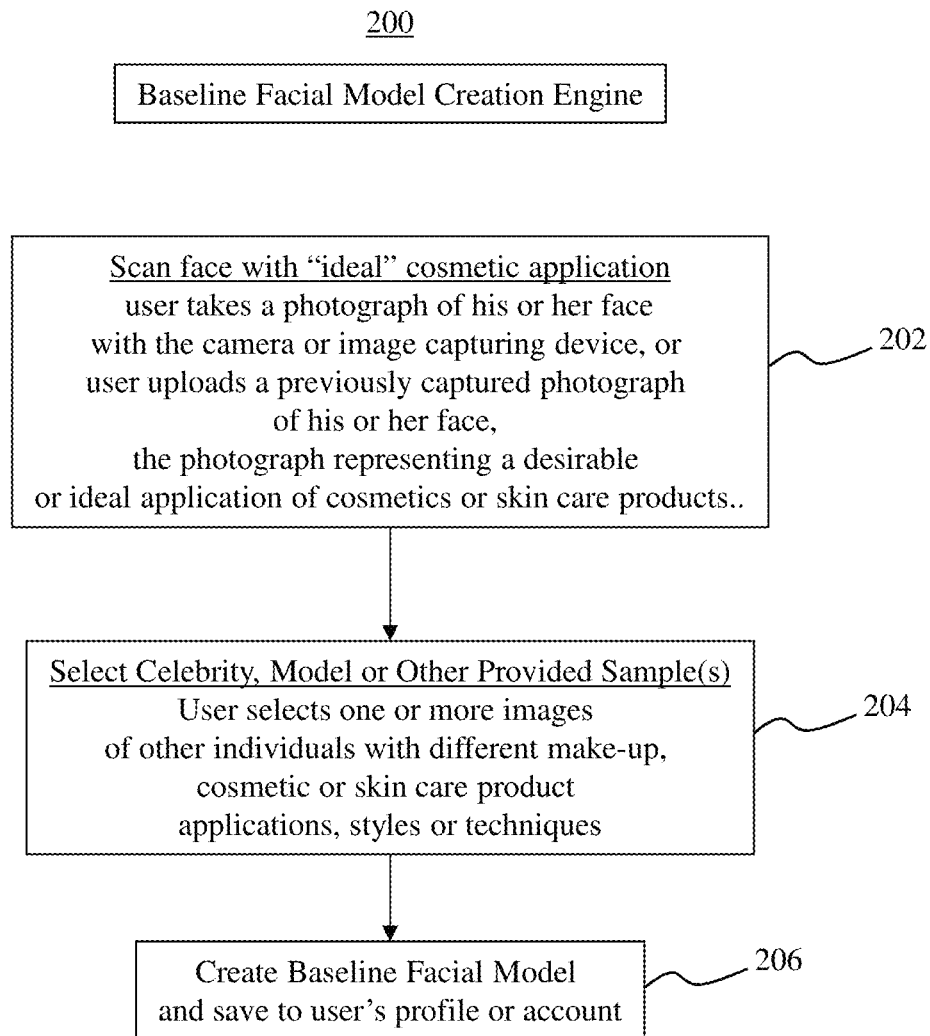 200
Baseline Facial Model Creation Engine
Scan face with “ideal” cosmetic application
user takes a photograph of his or her face
with the camera or image capturing device, or
user uploads a previously captured photograph
of his or her face,
the photograph representing a desirable
or ideal application of cosmetics or skin care products..
202
Select Celebrity, Model or Other Provided Sample(s)
User selects one or more images
of other individuals with different make-up,
cosmetic or skin care product
applications, styles or techniques
204
Create Baseline Facial Model
and save to user’s profile or account
206